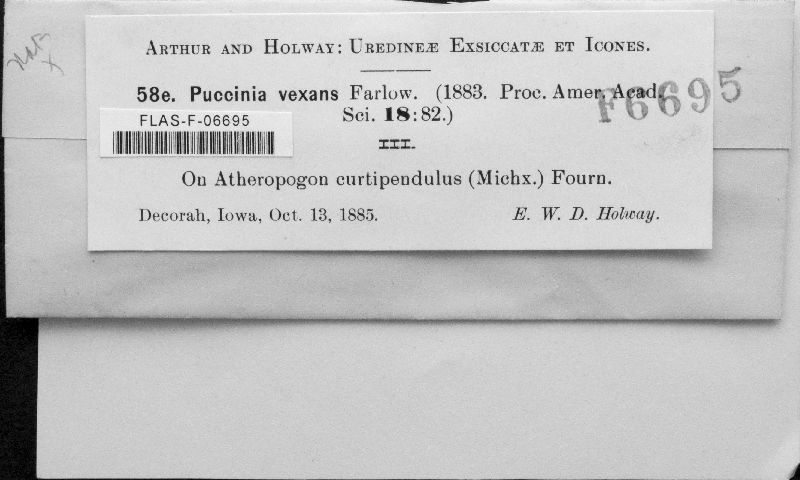 ARTHUR AND HOLWAY: UREDINEÆ EXSICCATÆ ET ICONES.
58e. Puccinia vexans Farlow. (1883. Proc. Amer. Acad.
Sci. 18:82.)
F6695
FLAS-F-06695
III.
On Atheropogon curtipendulus (Michx.) Fourn.
Decorah, Iowa, Oct. 13, 1885. E. W. D. Holway.